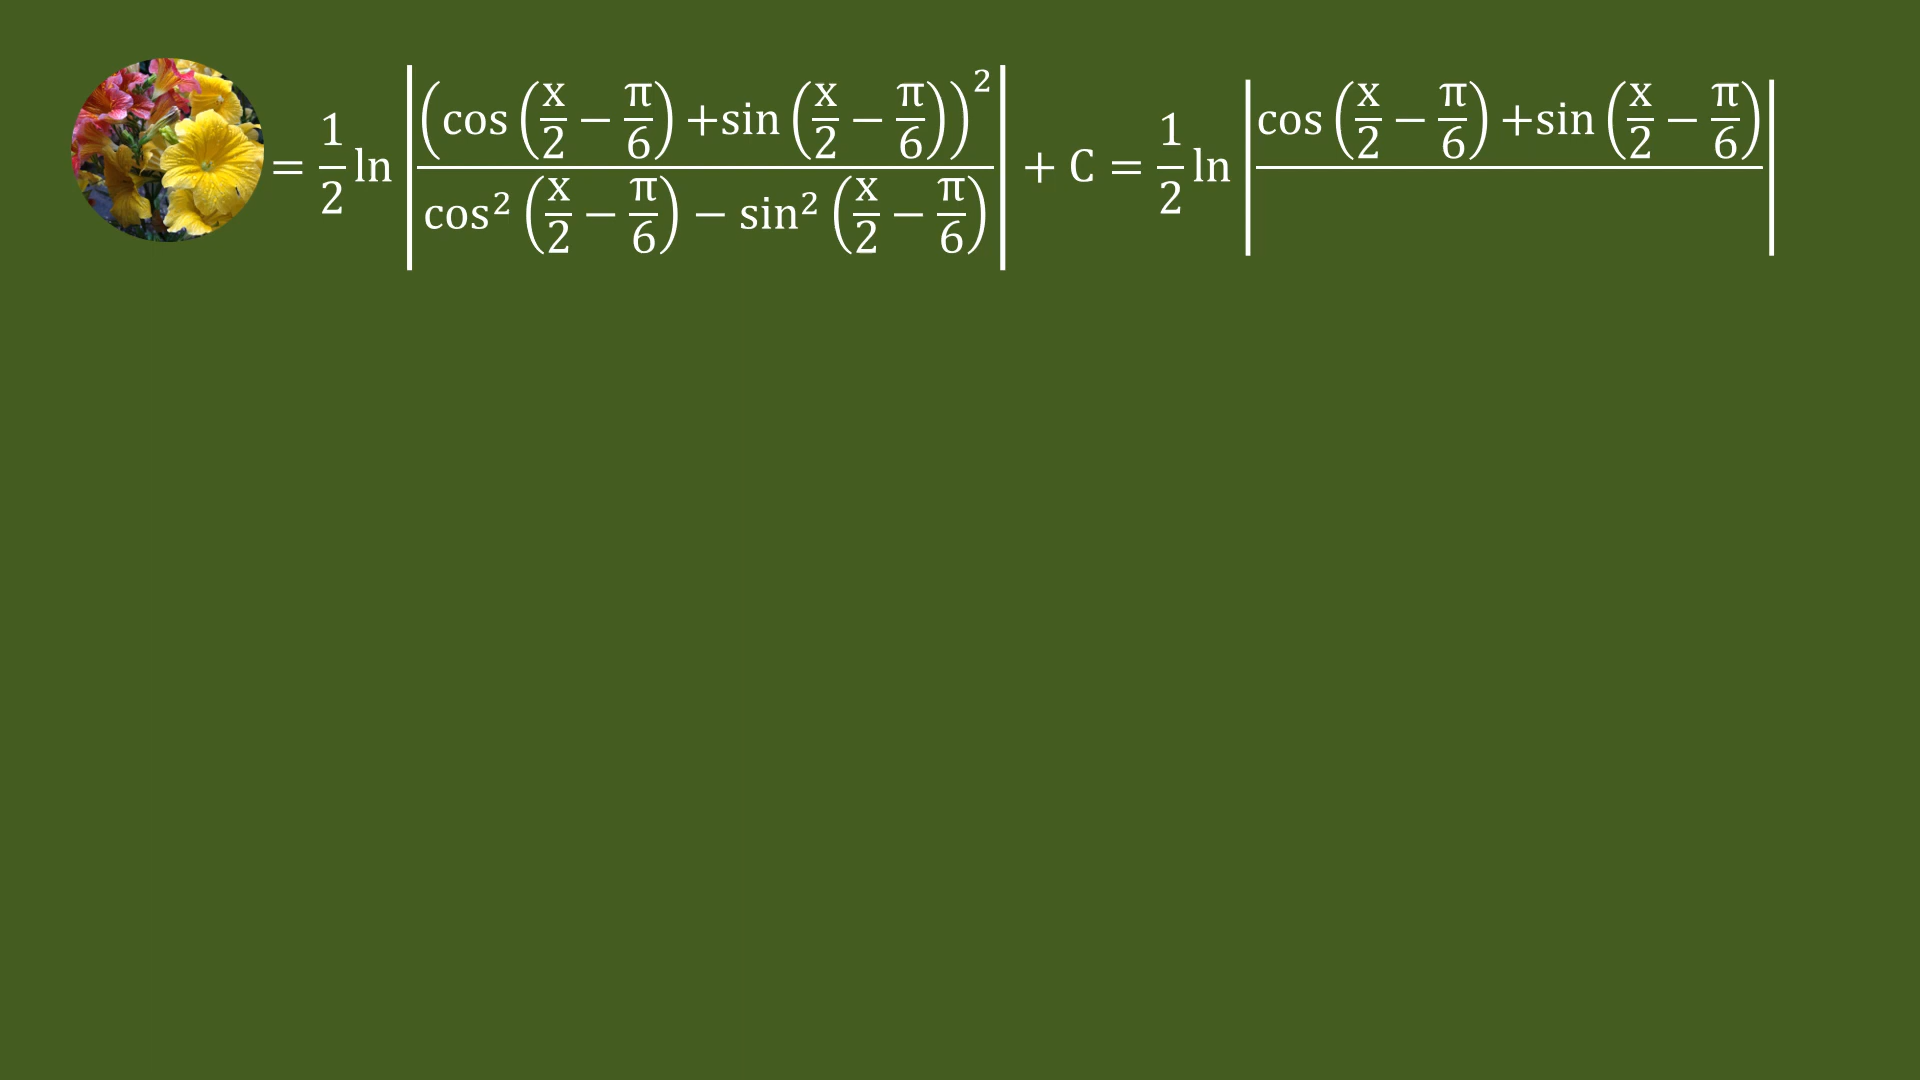 = 1/2 ln |(cos (x/2 − π/6) +sin (x/2 − π/6))² / cos² (x/2 − π/6) − sin² (x/2 − π/6)| + C = 1/2 ln |cos (x/2 − π/6) +sin (x/2 − π/6) / |